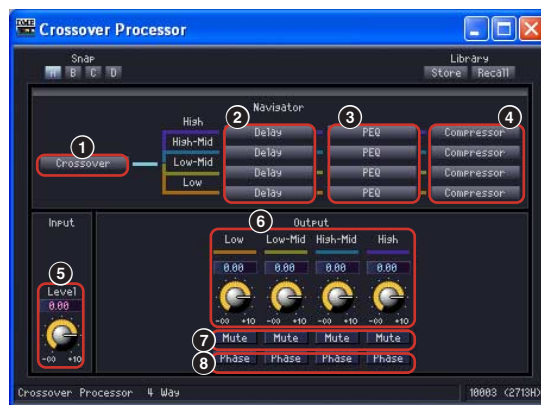 DME Crossover Processor
Snap
A B C D
Library
Store Recall
Navigator
1 Crossover
High
High-Mid
Low-Mid
Low
2
Delay
Delay
Delay
Delay
3
PEQ
PEQ
PEQ
PEQ
4
Compressor
Compressor
Compressor
Compressor
Input
5
Level
0.00
-∞ +10
Output
6
Low Low-Mid High-Mid High
0.00 0.00 0.00 0.00
-∞ +10 -∞ +10 -∞ +10 -∞ +10
7 Mute Mute Mute Mute
8 Phase Phase Phase Phase
Crossover Processor 4 Way
10003 (2713H)